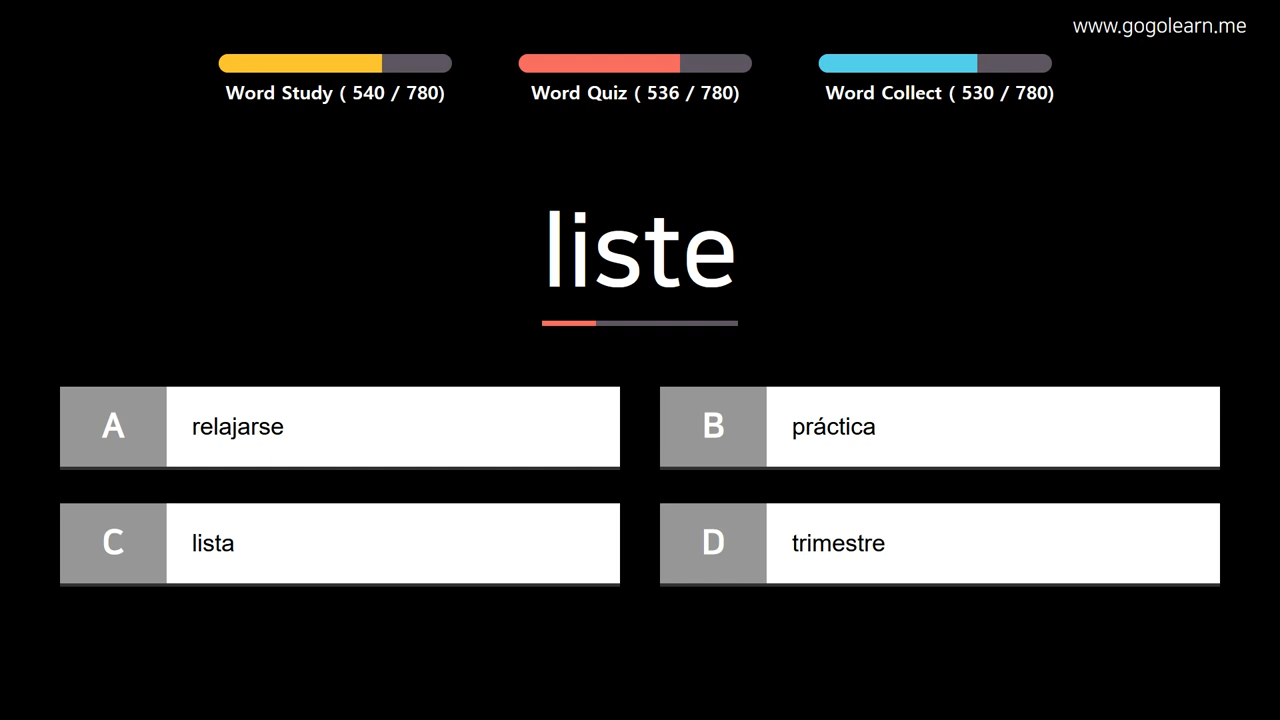 www.gogolearn.me
Word Study ( 540 / 780)
Word Quiz ( 536 / 780)
Word Collect ( 530 / 780)
liste
A
relajarse
B
práctica
C
lista
D
trimestre